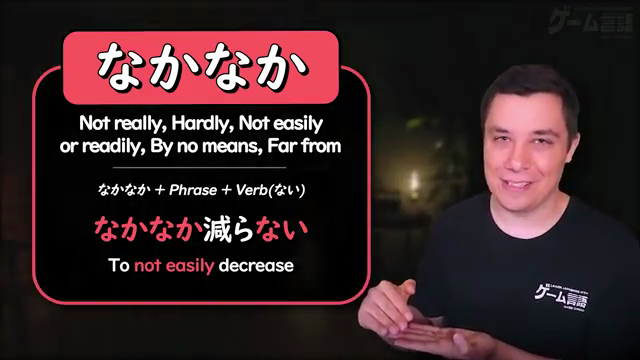 なかなか
Not really, Hardly, Not easily
or readily, By no means, Far from
なかなか + Phrase + Verb(ない)
なかなか減らない
To not easily decrease
ゲーム言語
ゲーム言語